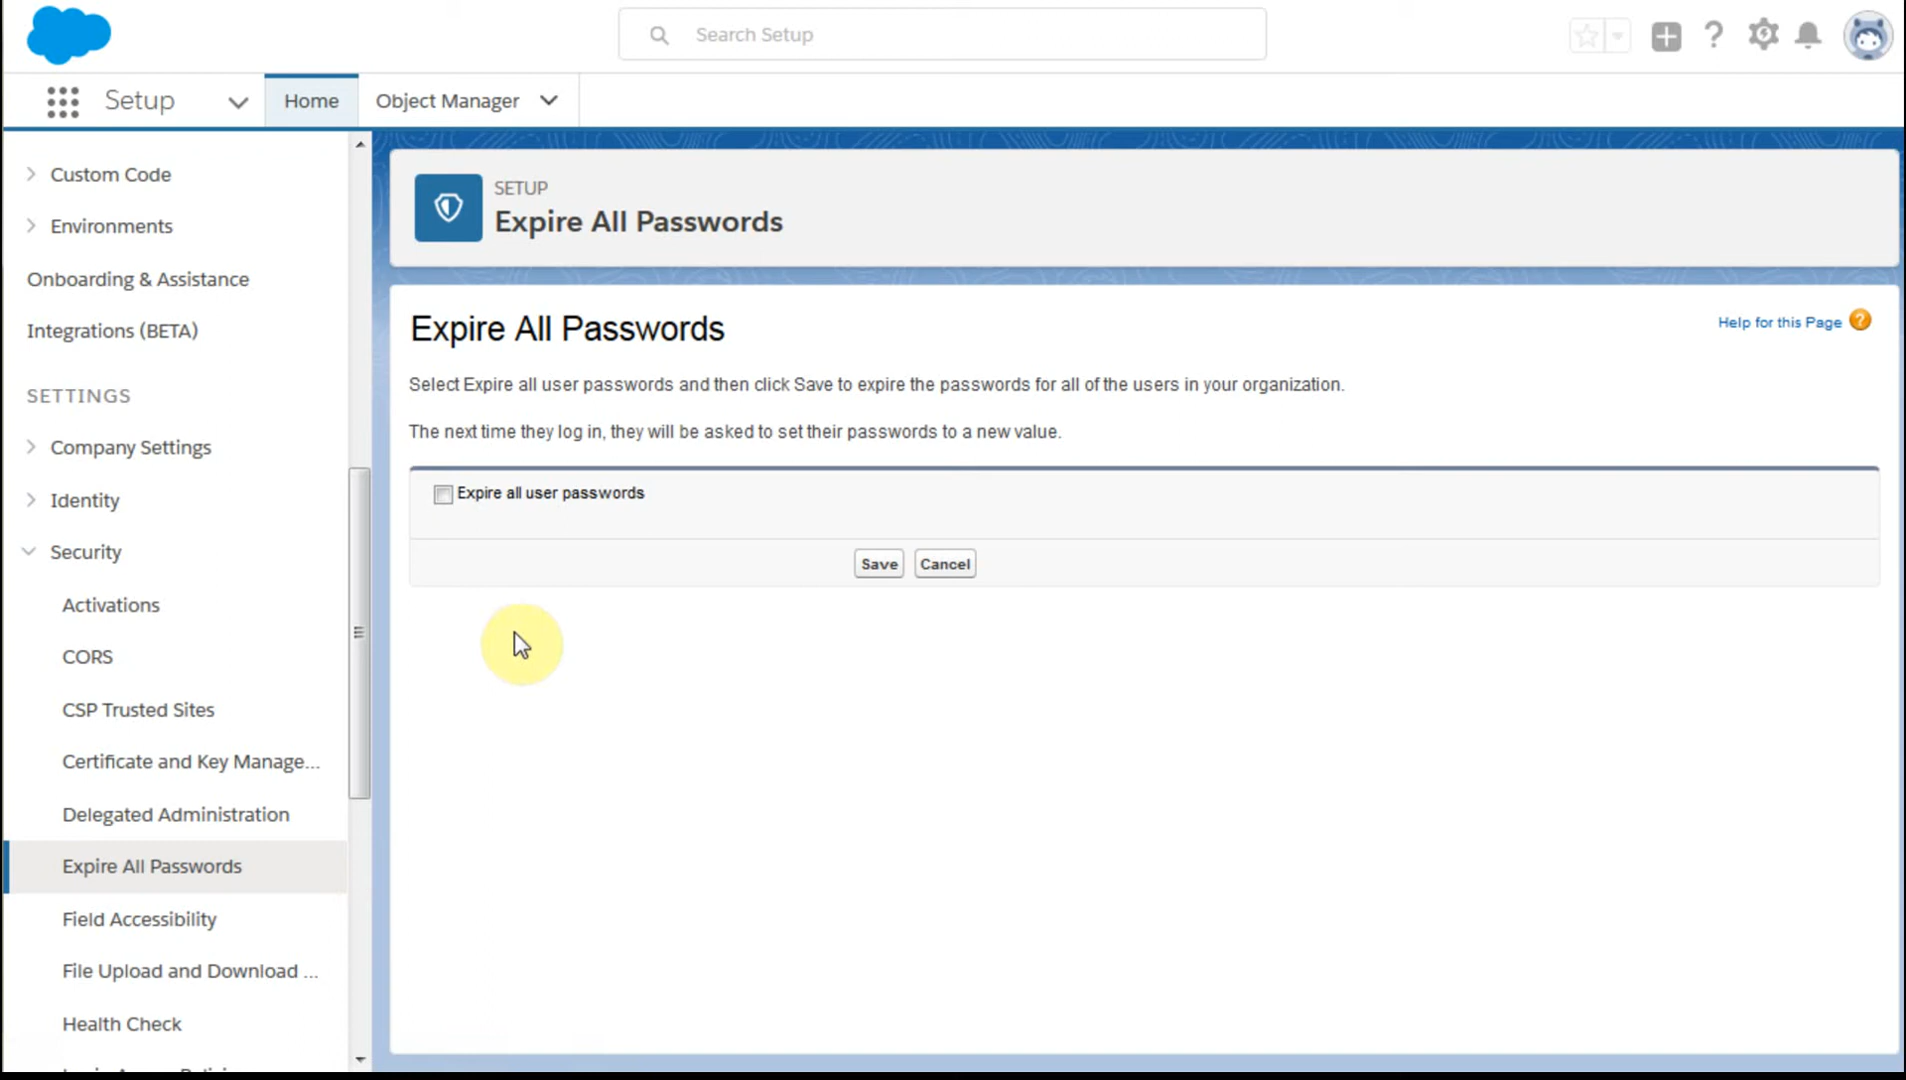 Search Setup
Setup
Home
Object Manager
Custom Code
Environments
Onboarding & Assistance
Integrations (BETA)
SETTINGS
Company Settings
Identity
Security
Activations
CORS
CSP Trusted Sites
Certificate and Key Manage...
Delegated Administration
Expire All Passwords
Field Accessibility
File Upload and Download ...
Health Check
SETUP
Expire All Passwords
Expire All Passwords
Help for this Page ?
Select Expire all user passwords and then click Save to expire the passwords for all of the users in your organization.
The next time they log in, they will be asked to set their passwords to a new value.
Expire all user passwords
Save Cancel